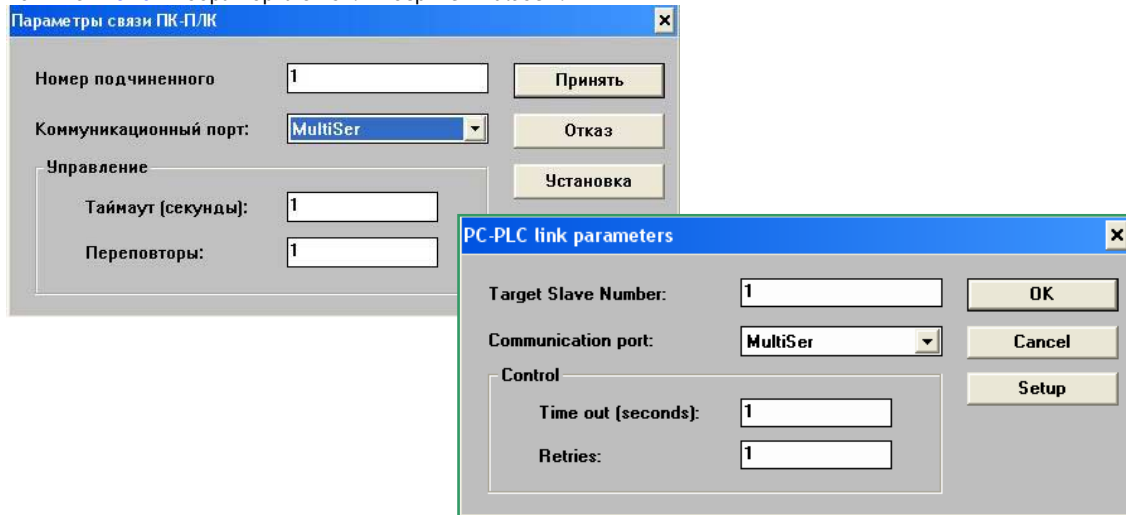 Параметры связи ПК-ПЛК
Номер подчиненного
1
Принять
Коммуникационный порт:
MultiSer
Отказ
Управление
Установка
Таймаут (секунды):
1
Переповторы:
1
PC-PLC link parameters
Target Slave Number:
1
OK
Communication port:
MultiSer
Cancel
Control
Setup
Time out (seconds):
1
Retries:
1